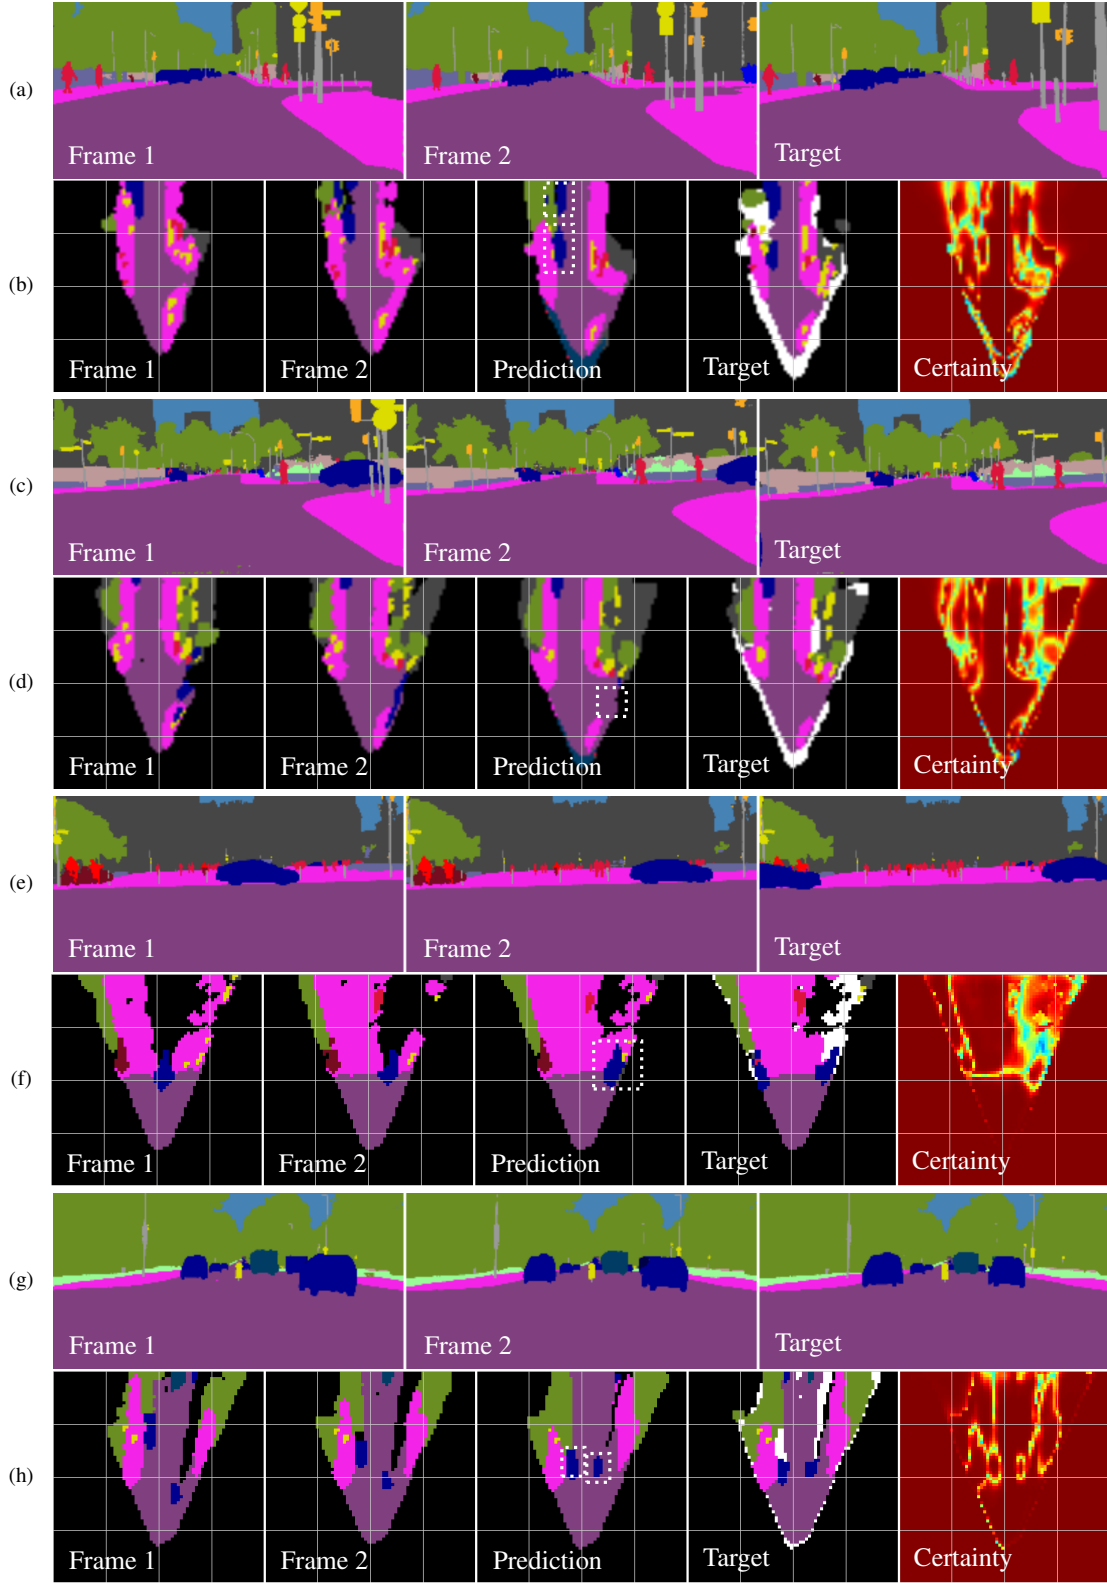 (a)
Frame 1
Frame 2
Target
(b)
Frame 1
Frame 2
Prediction
Target
Certainty
(c)
Frame 1
Frame 2
Target
(d)
Frame 1
Frame 2
Prediction
Target
Certainty
(e)
Frame 1
Frame 2
Target
(f)
Frame 1
Frame 2
Prediction
Target
Certainty
(g)
Frame 1
Frame 2
Target
(h)
Frame 1
Frame 2
Prediction
Target
Certainty